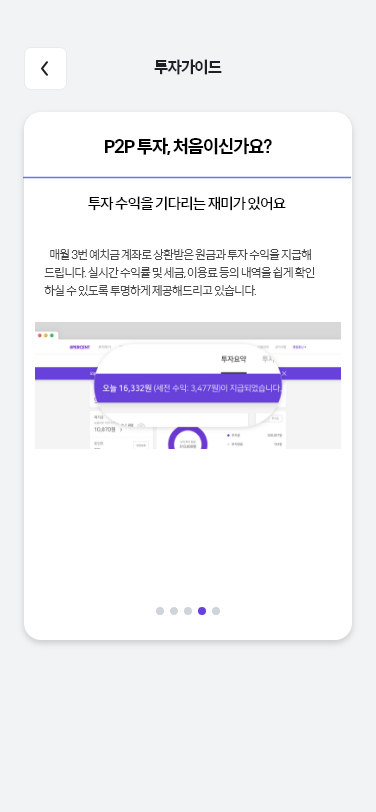 투자가이드
P2P 투자, 처음이신가요?
투자 수익을 기다리는 재미가 있어요
매월 3번 예치금 계좌로 상환받은 원금과 투자 수익을 지급해
드립니다. 실시간 수익률 및 세금, 이용료 등의 내역을 쉽게 확인
하실 수 있도록 투명하게 제공해드리고 있습니다.
투자요약
투자
오늘 16,332원 (세전 수익: 3,477원)이 지급되었습니다.
10,870원